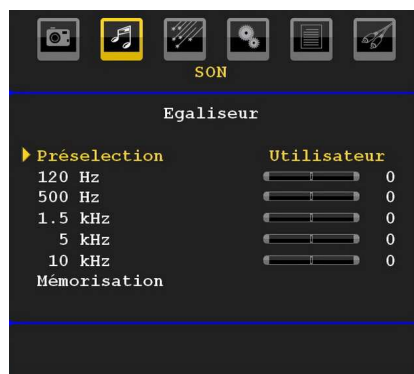 SON
Egaliseur
Préselection Utilisateur
120 Hz 0
500 Hz 0
1.5 kHz 0
5 kHz 0
10 kHz 0
Mémorisation